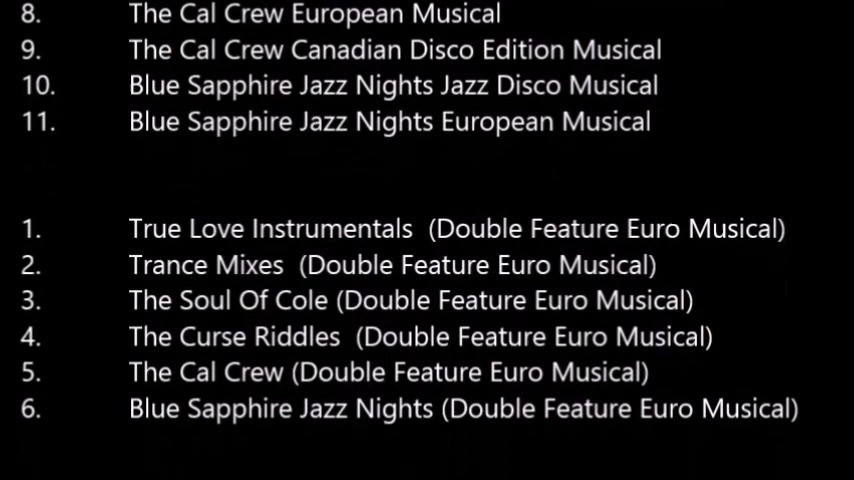 8. The Cal Crew European Musical
9. The Cal Crew Canadian Disco Edition Musical
10. Blue Sapphire Jazz Nights Jazz Disco Musical
11. Blue Sapphire Jazz Nights European Musical
1. True Love Instrumentals (Double Feature Euro Musical)
2. Trance Mixes (Double Feature Euro Musical)
3. The Soul Of Cole (Double Feature Euro Musical)
4. The Curse Riddles (Double Feature Euro Musical)
5. The Cal Crew (Double Feature Euro Musical)
6. Blue Sapphire Jazz Nights (Double Feature Euro Musical)